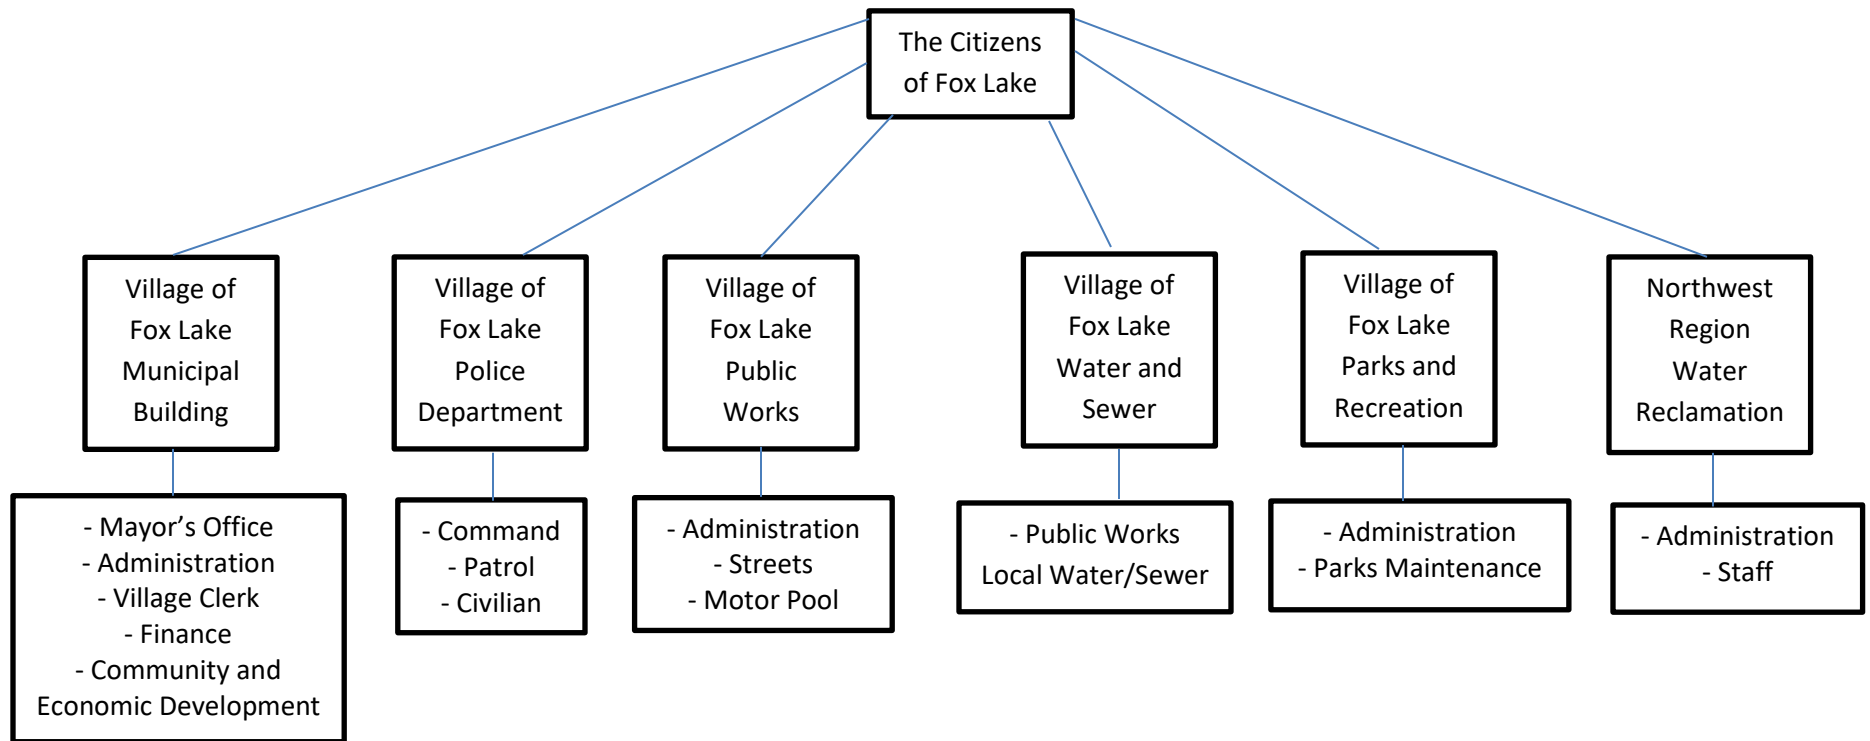 The Citizens
of Fox Lake
Village of
Fox Lake
Municipal
Building
Village of
Fox Lake
Police
Department
Village of
Fox Lake
Public
Works
Village of
Fox Lake
Water and
Sewer
Village of
Fox Lake
Parks and
Recreation
Northwest
Region
Water
Reclamation
- Mayor’s Office
- Administration
- Village Clerk
- Finance
- Community and
Economic Development
- Command
- Patrol
- Civilian
- Administration
- Streets
- Motor Pool
- Public Works
Local Water/Sewer
- Administration
- Parks Maintenance
- Administration
- Staff